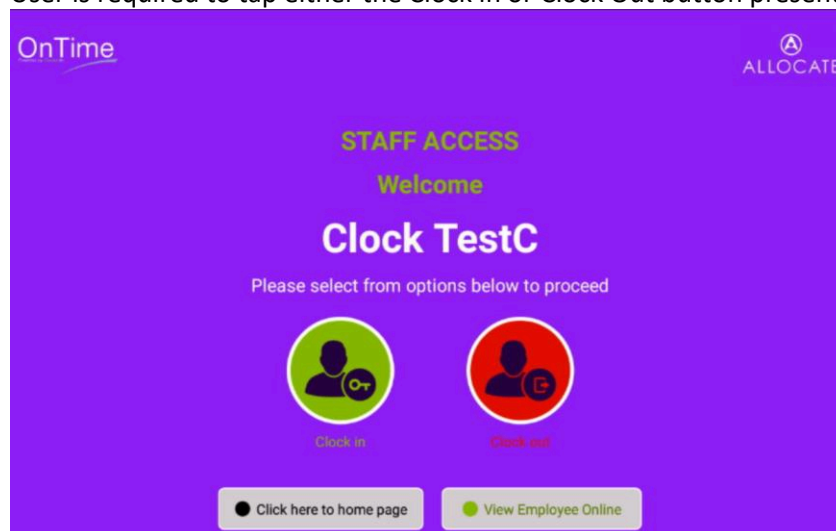 User is required to tap either the Clock in or Clock Out button present
OnTime
ALLOCATE
STAFF ACCESS
Welcome
Clock TestC
Please select from options below to proceed
Clock in
Clock out
Click here to home page
View Employee Online